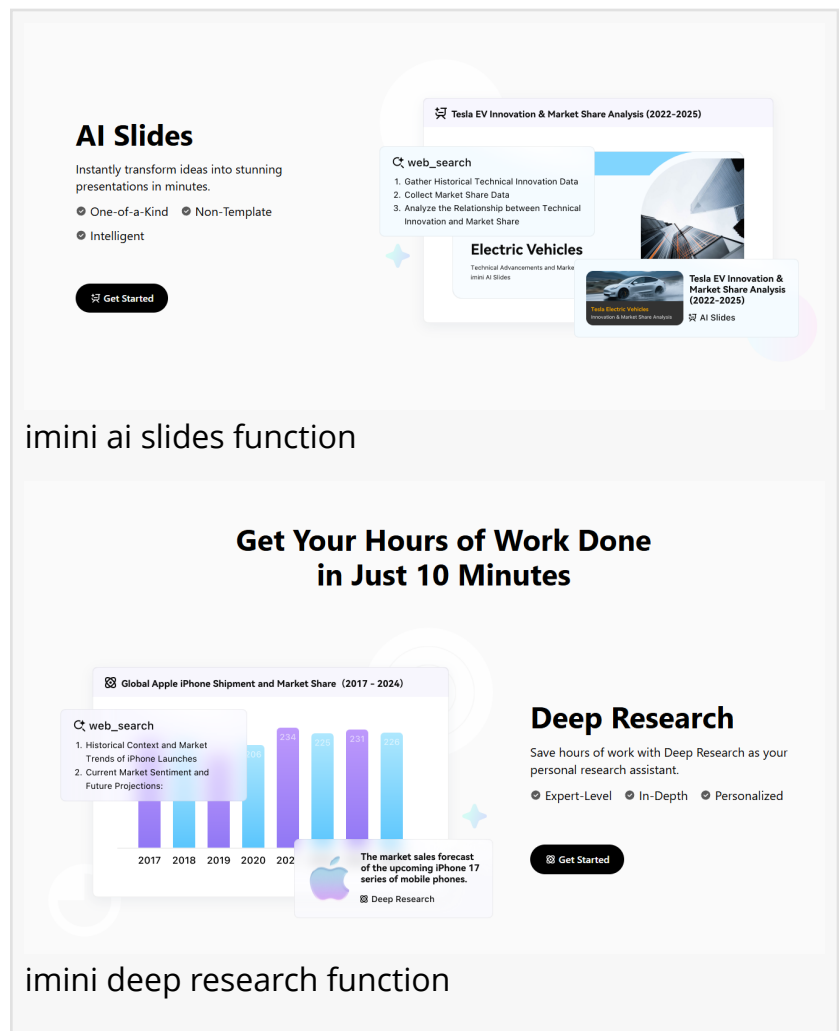 AI Slides
Instantly transform ideas into stunning
presentations in minutes.
One-of-a-Kind Non-Template
Intelligent
Get Started
Tesla EV Innovation & Market Share Analysis (2022-2025)
web_search
1. Gather Historical Technical Innovation Data
2. Collect Market Share Data
3. Analyze the Relationship between Technical
Innovation and Market Share
Electric Vehicles
Technical Advancements and Marke
imini AI Slides
Tesla Electric Vehicles
Innovation & Market Share Analysis
Tesla EV Innovation &
Market Share Analysis
(2022-2025)
AI Slides
imini ai slides function
Get Your Hours of Work Done
in Just 10 Minutes
Global Apple iPhone Shipment and Market Share（2017 - 2024）
web_search
1. Historical Context and Market
Trends of iPhone Launches
2. Current Market Sentiment and
Future Projections:
206 234 225 231 226
2017 2018 2019 2020 202
The market sales forecast
of the upcoming iPhone 17
series of mobile phones.
Deep Research
Deep Research
Save hours of work with Deep Research as your
personal research assistant.
Expert-Level In-Depth Personalized
Get Started
imini deep research function